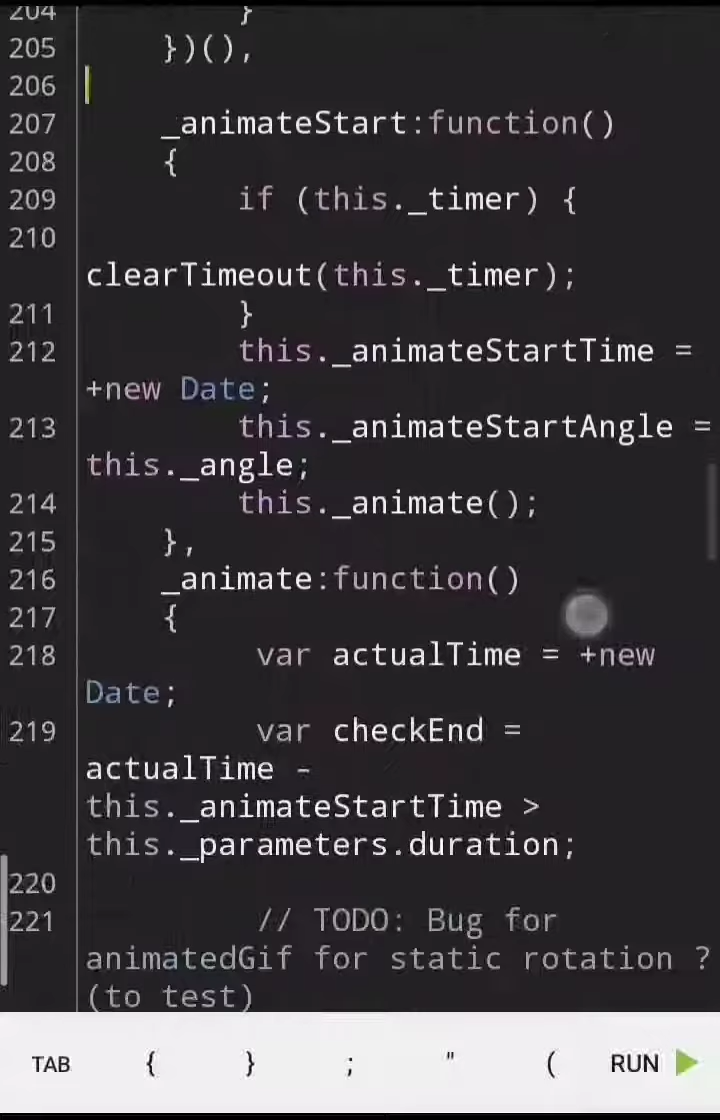 204 }
205 })(),
206
207 _animateStart:function()
208 {
209 if (this._timer) {
210
clearTimeout(this._timer);
211 }
212 this._animateStartTime =
+new Date;
213 this._animateStartAngle =
this._angle;
214 this._animate();
215 },
216 _animate:function()
217 {
218 var actualTime = +new
Date;
219 var checkEnd =
actualTime -
this._animateStartTime >
this._parameters.duration;
220
221 // TODO: Bug for
animatedGif for static rotation ?
(to test)
TAB { } ; " ( RUN